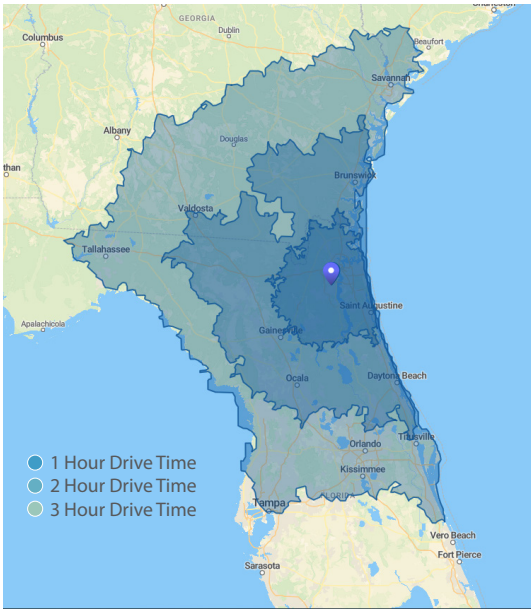 Charleston
GEORGIA
Dublin
Columbus
Beaufort
Savannah
Albany
Douglas
than
Brunswick
Valdosta
Tallahassee
Saint Augustine
Apalachicola
Gainesville
Ocala
Daytona Beach
Orlando
Titusville
1 Hour Drive Time
Kissimmee
2 Hour Drive Time
FLORIDA
Tampa
3 Hour Drive Time
Vero Beach
Fort Pierce
Sarasota